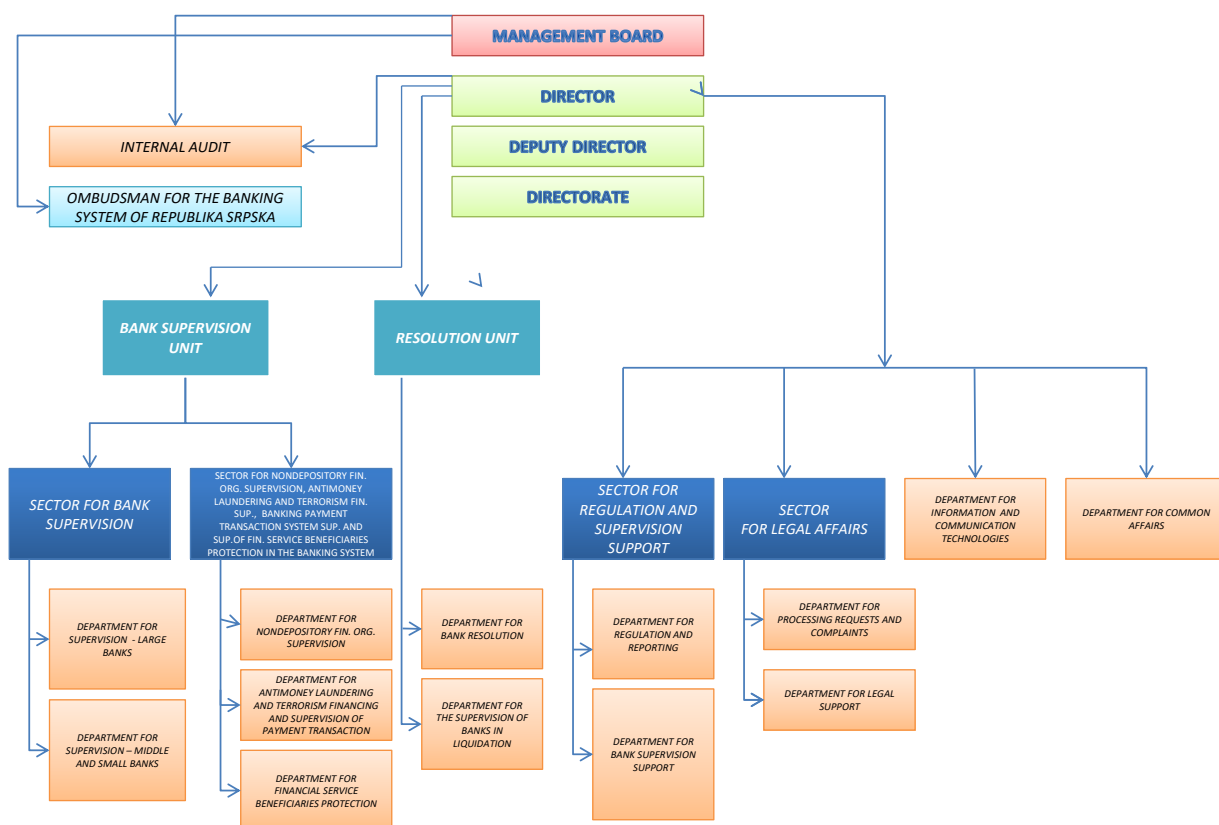 MANAGEMENT BOARD
DIRECTOR
INTERNAL AUDIT
DEPUTY DIRECTOR
OMBUDSMAN FOR THE BANKING
SYSTEM OF REPUBLIKA SRPSKA
DIRECTORATE
BANK SUPERVISION
UNIT
RESOLUTION UNIT
SECTOR FOR BANK
SUPERVISION
SECTOR FOR NONDEPOSITORY FIN.
ORG. SUPERVISION, ANTIMONEY
LAUNDERING AND TERRORISM FIN.
SUP., BANKING PAYMENT
TRANSACTION SYSTEM SUP. AND
SUP.OF FIN. SERVICE BENEFICIARIES
PROTECTION IN THE BANKING SYSTEM
SECTOR FOR
REGULATION AND
SUPERVISION
SUPPORT
SECTOR
FOR LEGAL AFFAIRS
DEPARTMENT FOR
INFORMATION AND
COMMUNICATION
TECHNOLOGIES
DEPARTMENT FOR COMMON
AFFAIRS
DEPARTMENT FOR
SUPERVISION - LARGE
BANKS
DEPARTMENT FOR
SUPERVISION – MIDDLE
AND SMALL BANKS
DEPARTMENT FOR
NONDEPOSITORY FIN. ORG.
SUPERVISION
DEPARTMENT FOR
ANTIMONEY LAUNDERING
AND TERRORISM FINANCING
AND SUPERVISION OF
PAYMENT TRANSACTION
DEPARTMENT FOR
FINANCIAL SERVICE
BENEFICIARIES PROTECTION
DEPARTMENT FOR
BANK RESOLUTION
DEPARTMENT FOR
THE SUPERVISION OF
BANKS IN
LIQUIDATION
DEPARTMENT FOR
REGULATION AND
REPORTING
DEPARTMENT FOR
BANK SUPERVISION
SUPPORT
DEPARTMENT FOR
PROCESSING REQUESTS AND
COMPLAINTS
DEPARTMENT FOR LEGAL
SUPPORT